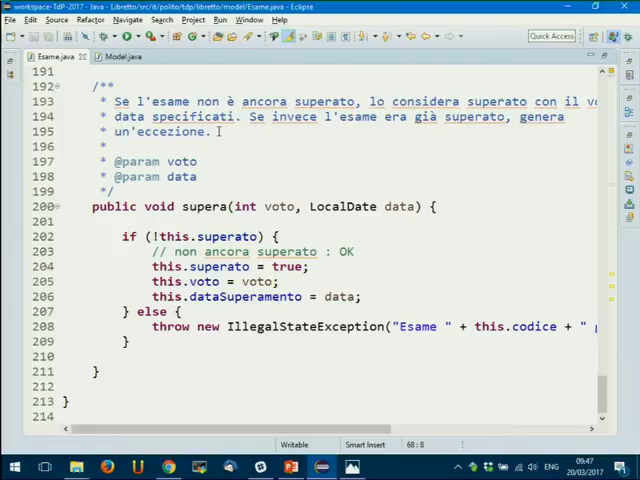 workspace-TdP-2017 - Java - Libretto/src/it/polito/tdp/libretto/model/Esame.java - Eclipse
File Edit Source Refactor Navigate Search Project Run Window Help
Quick Access
Esame.java Model.java
191
192 /**
193 * Se l'esame non è ancora superato, lo considera superato con il vo
194 * data specificati. Se invece l'esame era già superato, genera
195 * un'eccezione.
196 *
197 * @param voto
198 * @param data
199 */
200 public void supera(int voto, LocalDate data) {
201
202 if (!this.superato) {
203 // non ancora superato : OK
204 this.superato = true;
205 this.voto = voto;
206 this.dataSuperamento = data;
207 } else {
208 throw new IllegalStateException("Esame " + this.codice + " g
209 }
210
211 }
212
213 }
214
Writable Smart Insert 68 : 8
ENG 09:47
20/03/2017